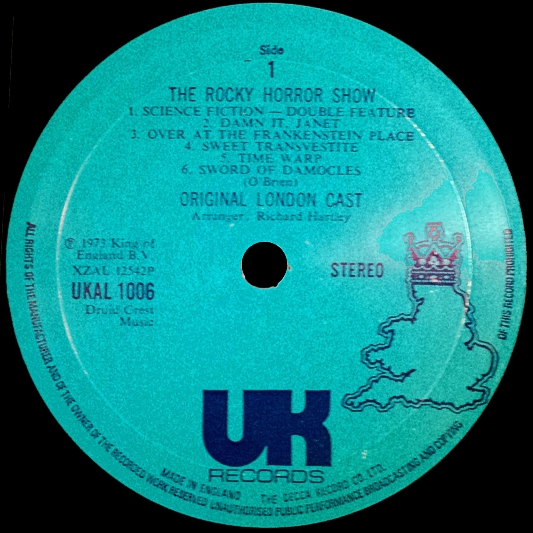 Side
1
THE ROCKY HORROR SHOW
1. SCIENCE FICTION — DOUBLE FEATURE
2. DAMN IT, JANET
3. OVER AT THE FRANKENSTEIN PLACE
4. SWEET TRANSVESTITE
5. TIME WARP
6. SWORD OF DAMOCLES
(O'Brien)
ORIGINAL LONDON CAST
Arranger. Richard Hartley
℗ 1973 King of
England B.V.
XZAL 12542P
UKAL 1006
Druid Crest
Music
STEREO
UK
RECORDS
MADE IN ENGLAND THE DECCA RECORD CO. LTD.
ALL RIGHTS OF THE MANUFACTURER AND OF THE OWNER OF THE RECORDED WORK RESERVED UNAUTHORISED PUBLIC PERFORMANCE BROADCASTING AND COPYING OF THIS RECORD PROHIBITED